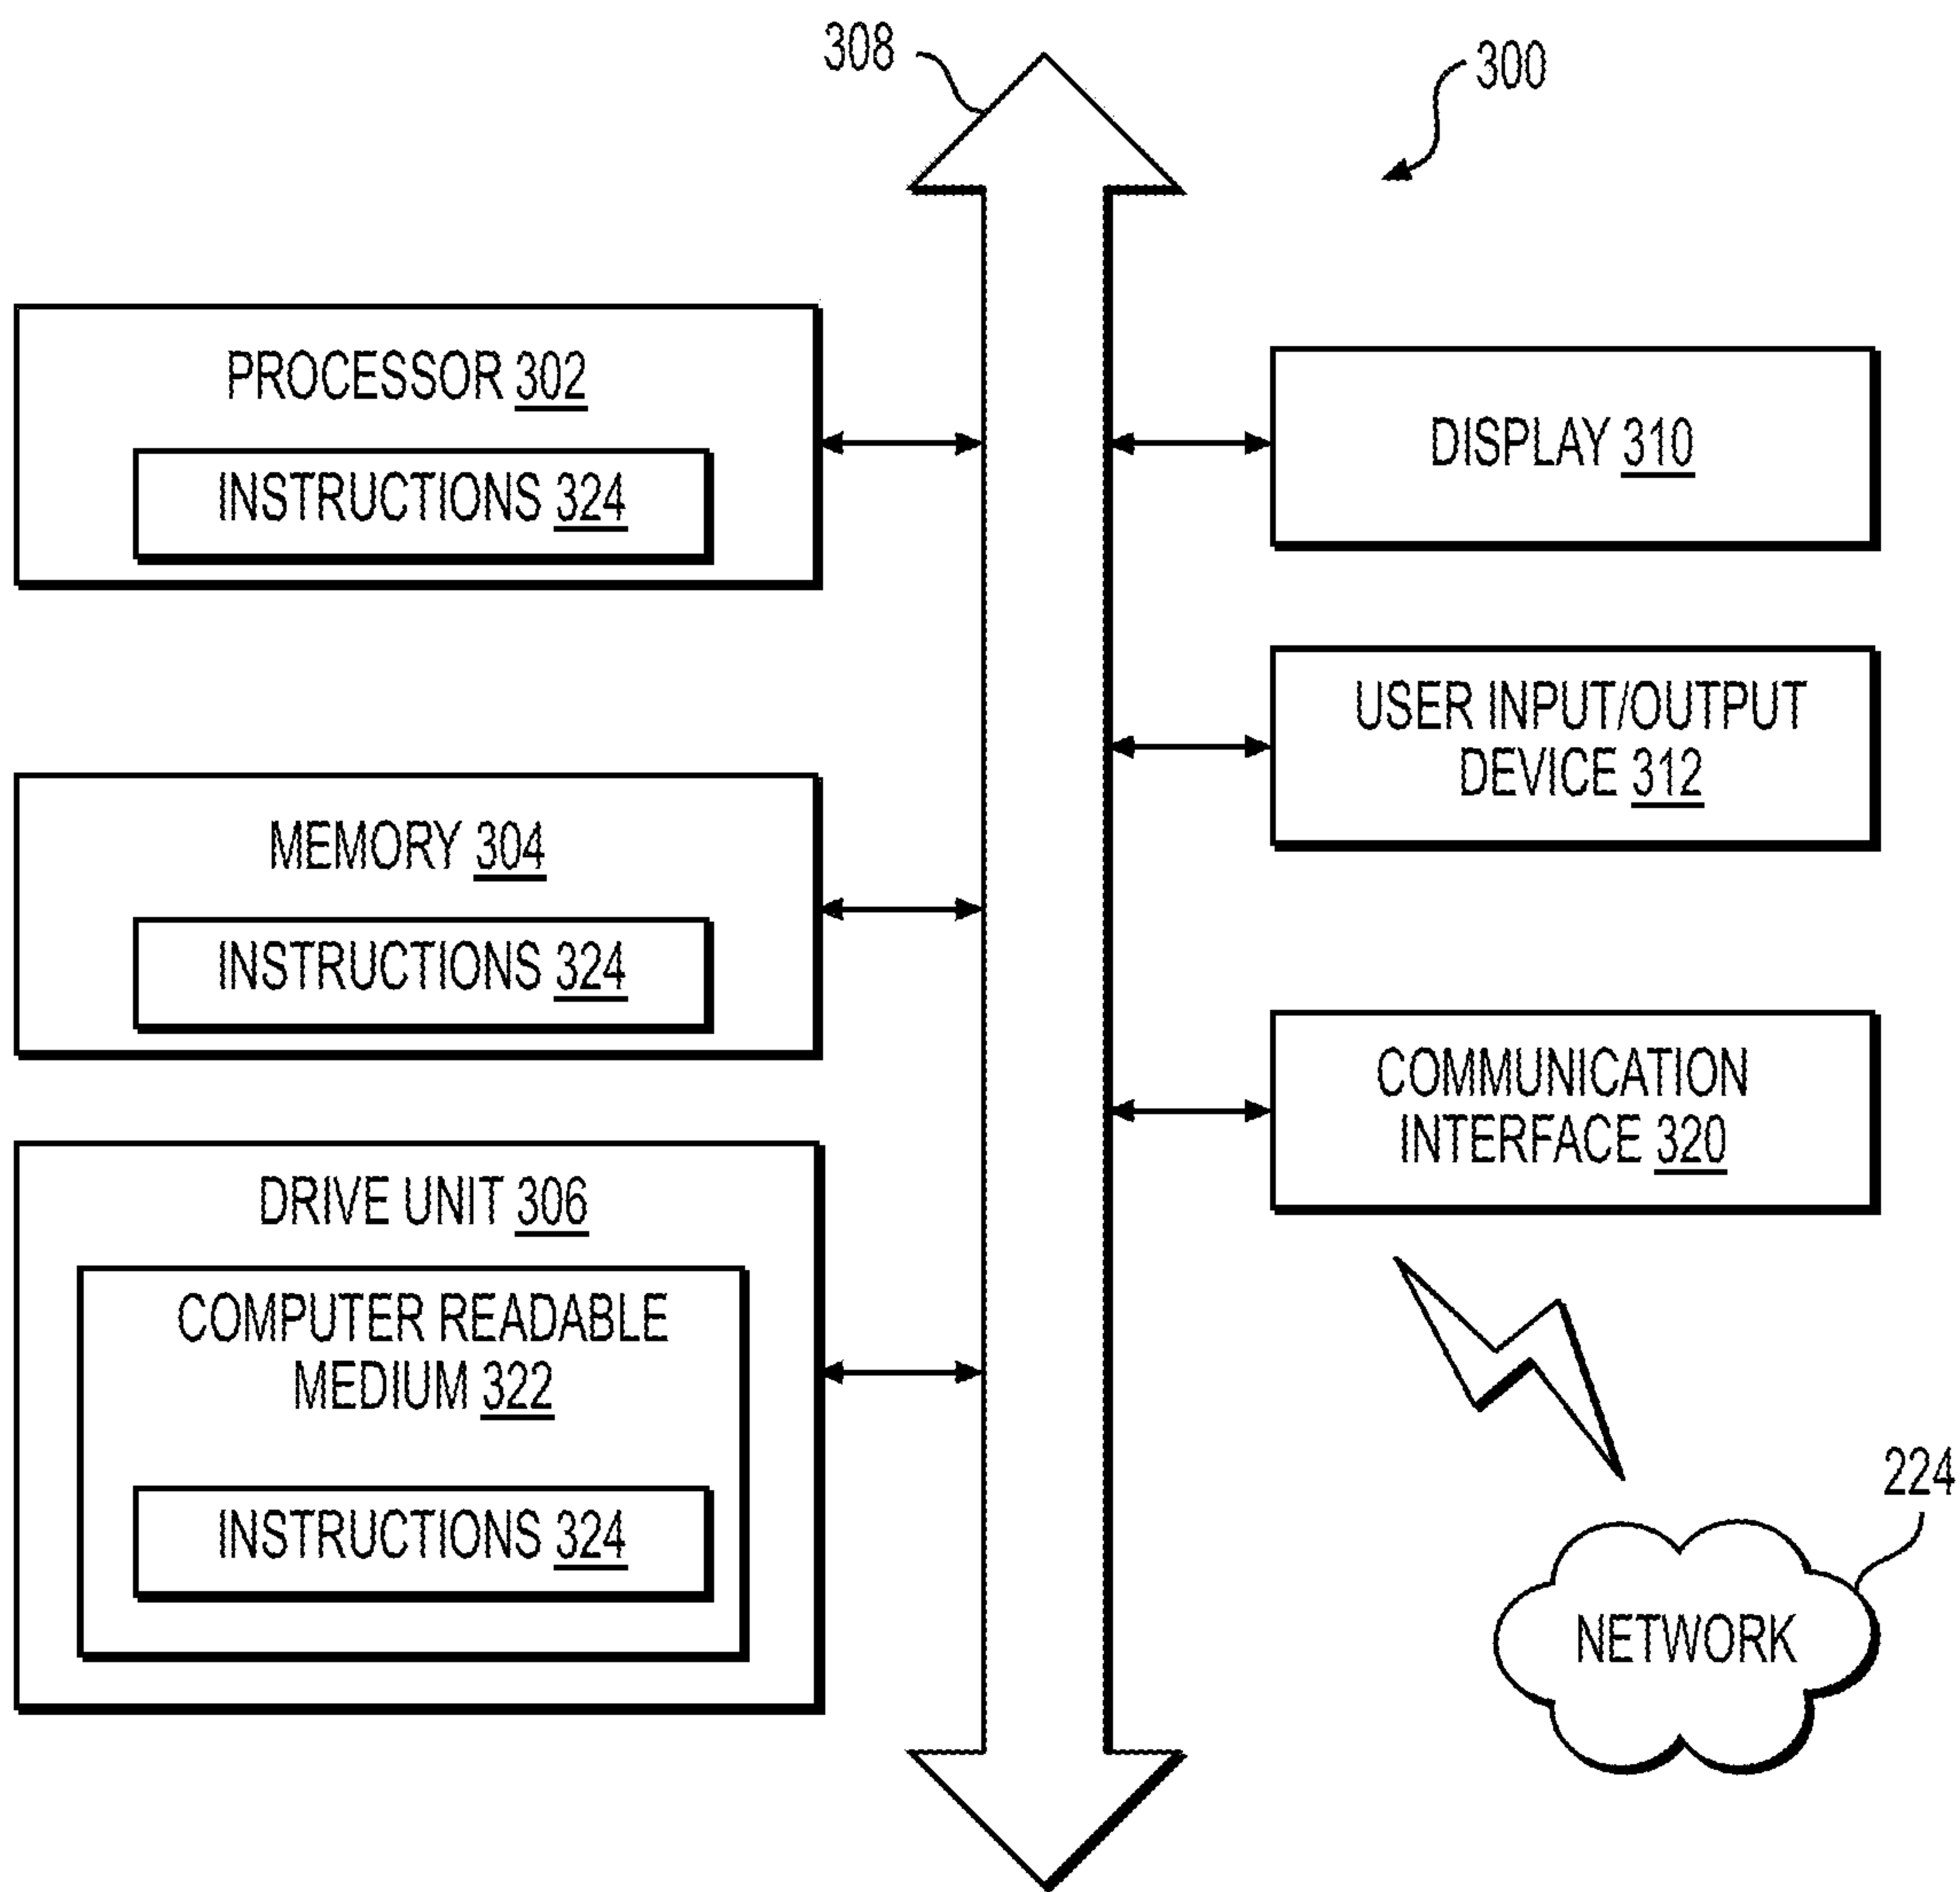 308
300
PROCESSOR 302
INSTRUCTIONS 324
MEMORY 304
INSTRUCTIONS 324
DRIVE UNIT 306
COMPUTER READABLE
MEDIUM 322
INSTRUCTIONS 324
DISPLAY 310
USER INPUT/OUTPUT
DEVICE 312
COMMUNICATION
INTERFACE 320
224
NETWORK